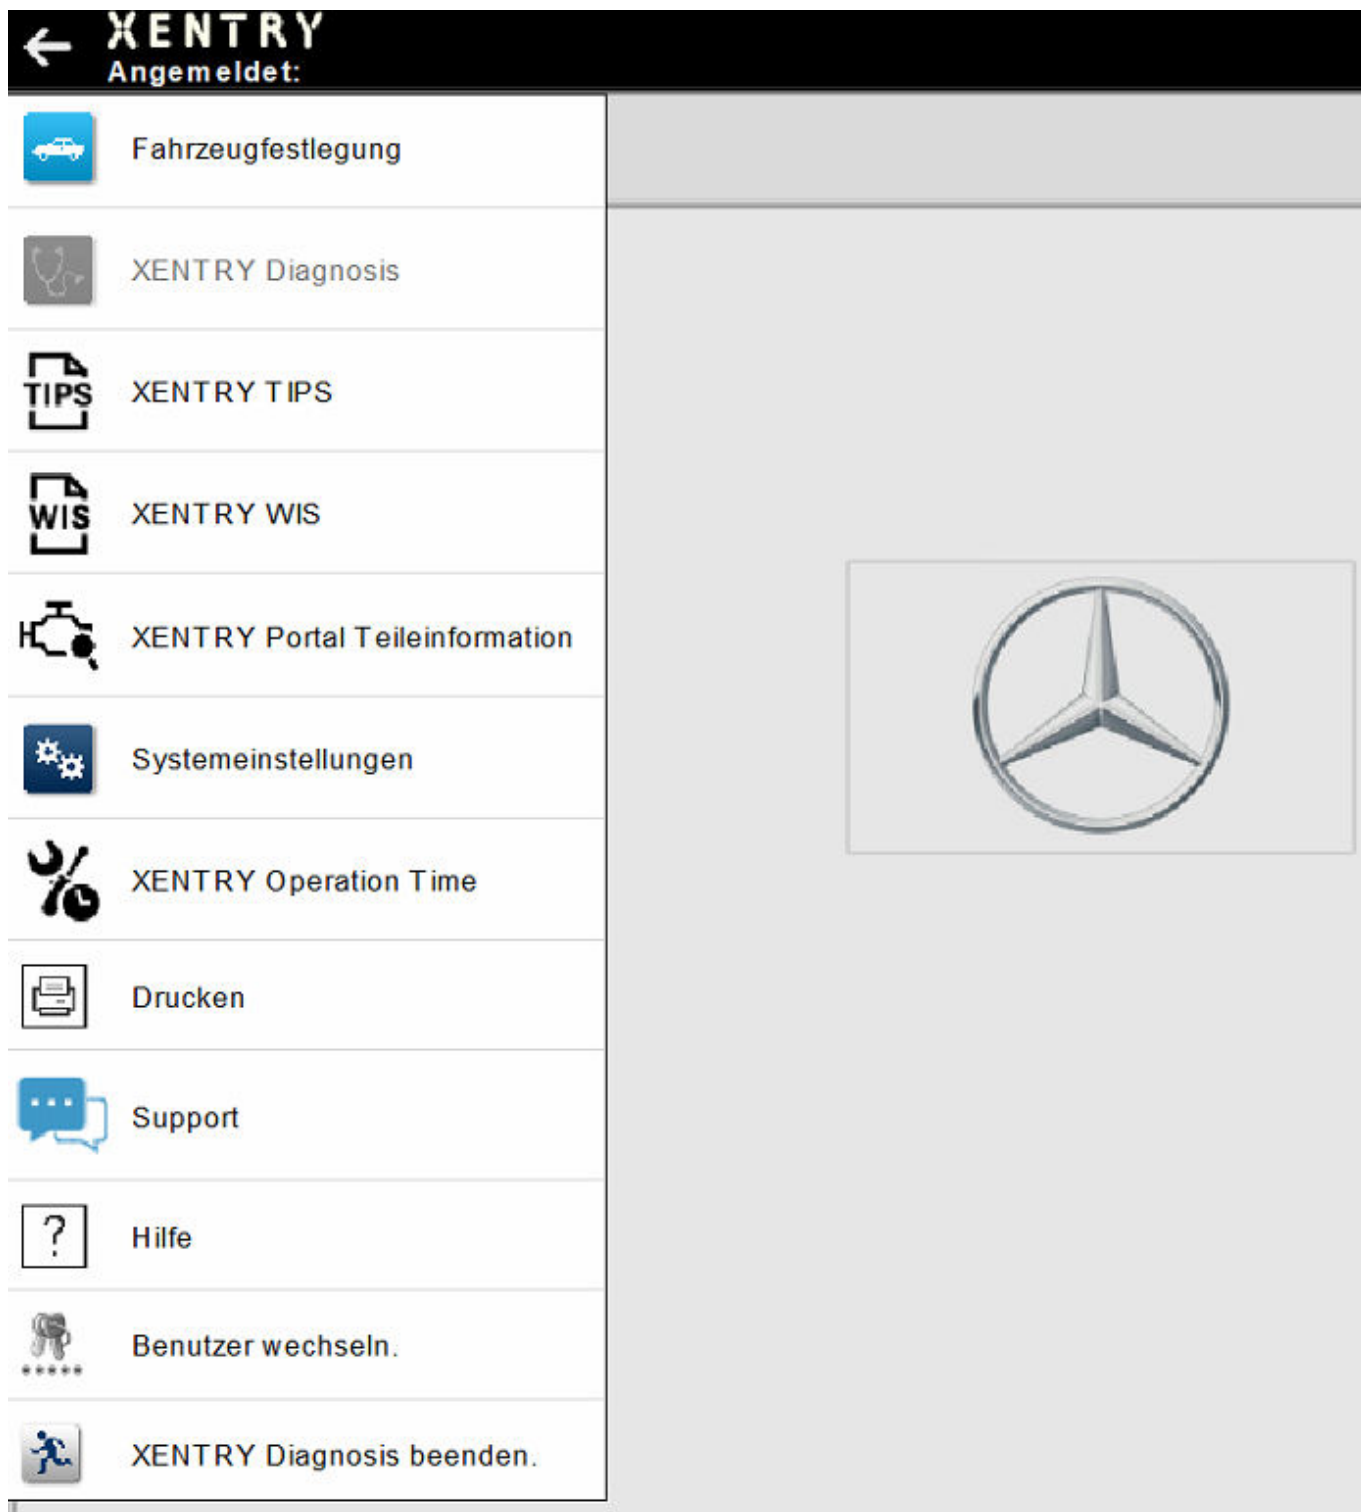 XENTRY
Angemeldet:
Fahrzeugfestlegung
XENTRY Diagnosis
TIPS
XENTRY TIPS
WIS
XENTRY WIS
XENTRY Portal Teileinformation
Systemeinstellungen
XENTRY Operation Time
Drucken
Support
?
Hilfe
Benutzer wechseln.
XENTRY Diagnosis beenden.